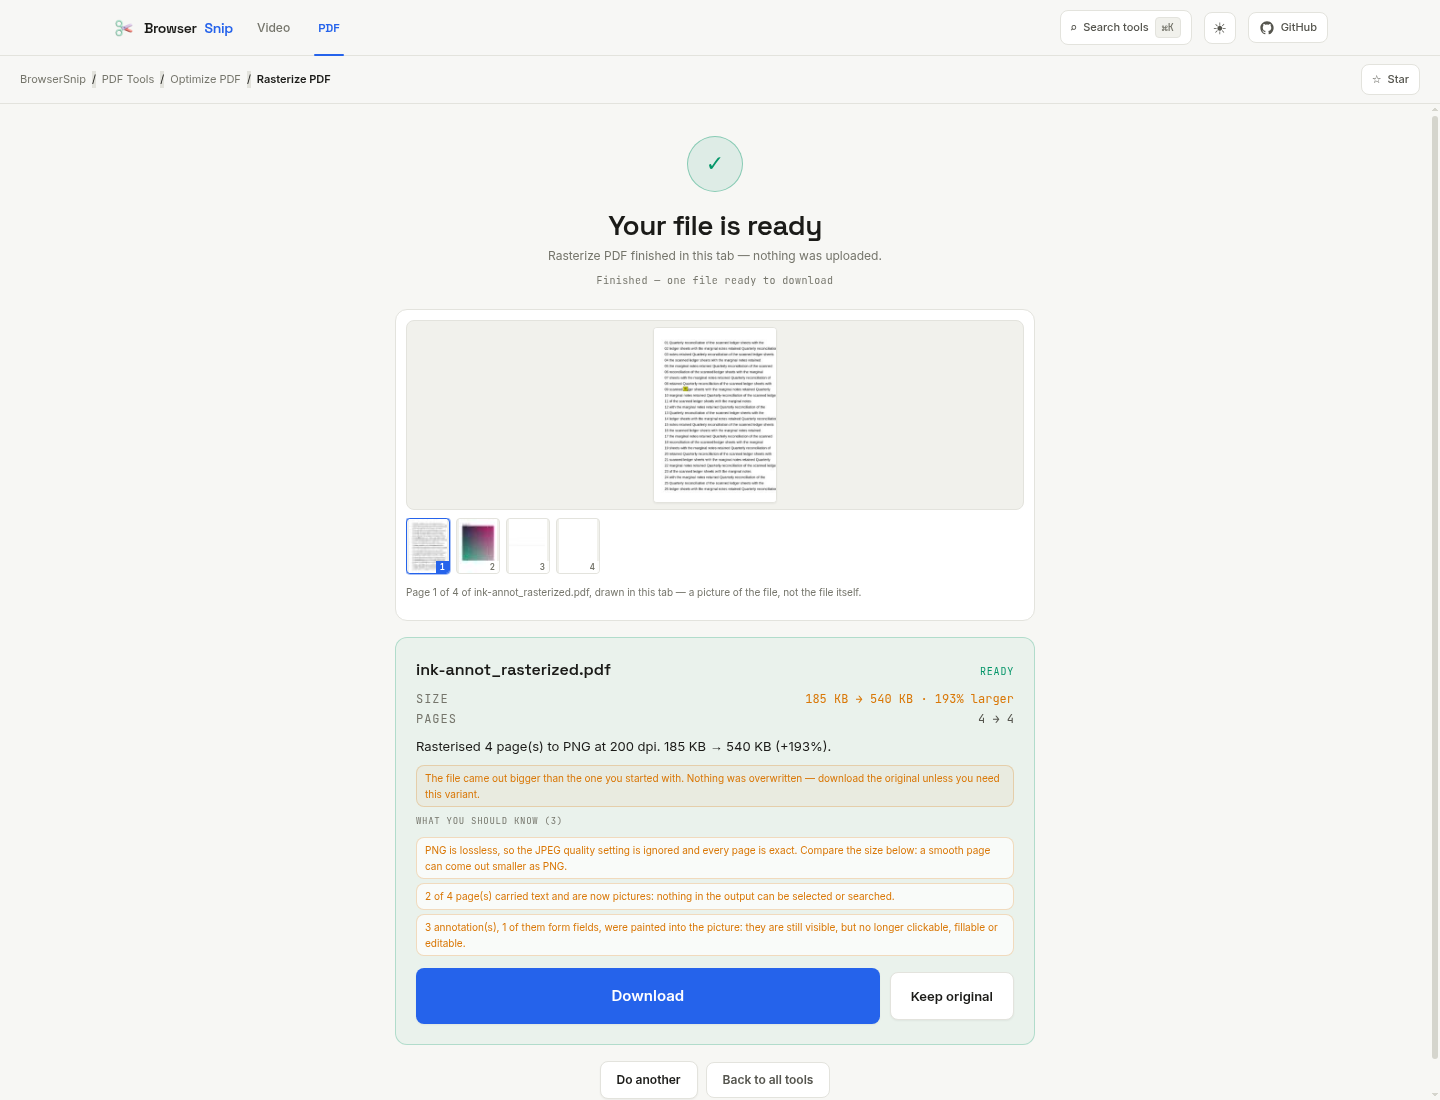 Browser Snip
Video
PDF
Search tools
⌘K
GitHub
BrowserSnip / PDF Tools / Optimize PDF / Rasterize PDF
☆ Star
✓
Your file is ready
Rasterize PDF finished in this tab — nothing was uploaded.
Finished — one file ready to download
1
2
3
4
Page 1 of 4 of ink-annot_rasterized.pdf, drawn in this tab — a picture of the file, not the file itself.
ink-annot_rasterized.pdf
READY
SIZE
185 KB → 540 KB · 193% larger
PAGES
4 → 4
Rasterised 4 page(s) to PNG at 200 dpi. 185 KB → 540 KB (+193%).
The file came out bigger than the one you started with. Nothing was overwritten — download the original unless you need
this variant.
WHAT YOU SHOULD KNOW (3)
PNG is lossless, so the JPEG quality setting is ignored and every page is exact. Compare the size below: a smooth page
can come out smaller as PNG.
2 of 4 page(s) carried text and are now pictures: nothing in the output can be selected or searched.
3 annotation(s), 1 of them form fields, were painted into the picture: they are still visible, but no longer clickable, fillable or
editable.
Download
Keep original
Do another
Back to all tools